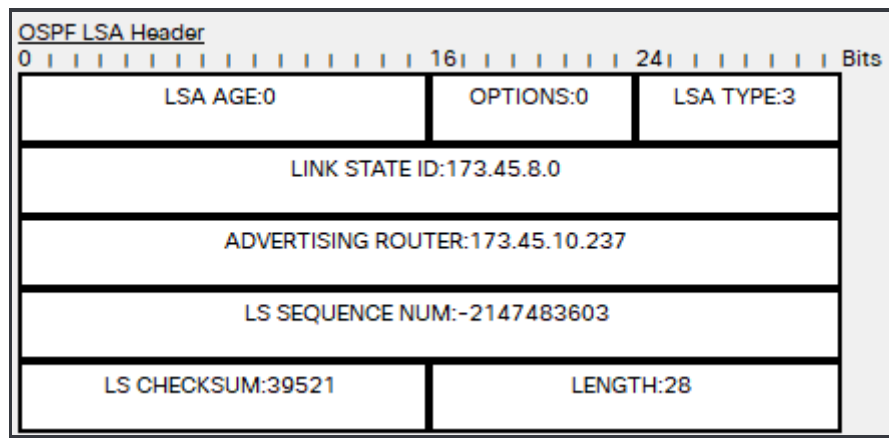 OSPF LSA Header
0 16 24 Bits
LSA AGE:0 OPTIONS:0 LSA TYPE:3
LINK STATE ID:173.45.8.0
ADVERTISING ROUTER:173.45.10.237
LS SEQUENCE NUM:-2147483603
LS CHECKSUM:39521 LENGTH:28